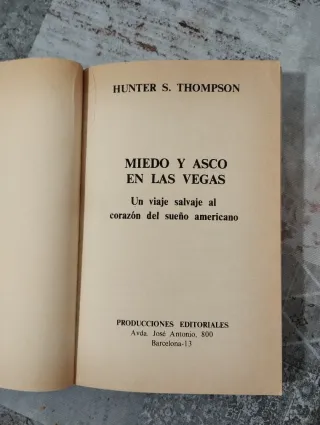 HUNTER S. THOMPSON
MIEDO Y ASCO
EN LAS VEGAS
Un viaje salvaje al
corazón del sueño americano
PRODUCCIONES EDITORIALES
Avda. José Antonio, 800
Barcelona-13